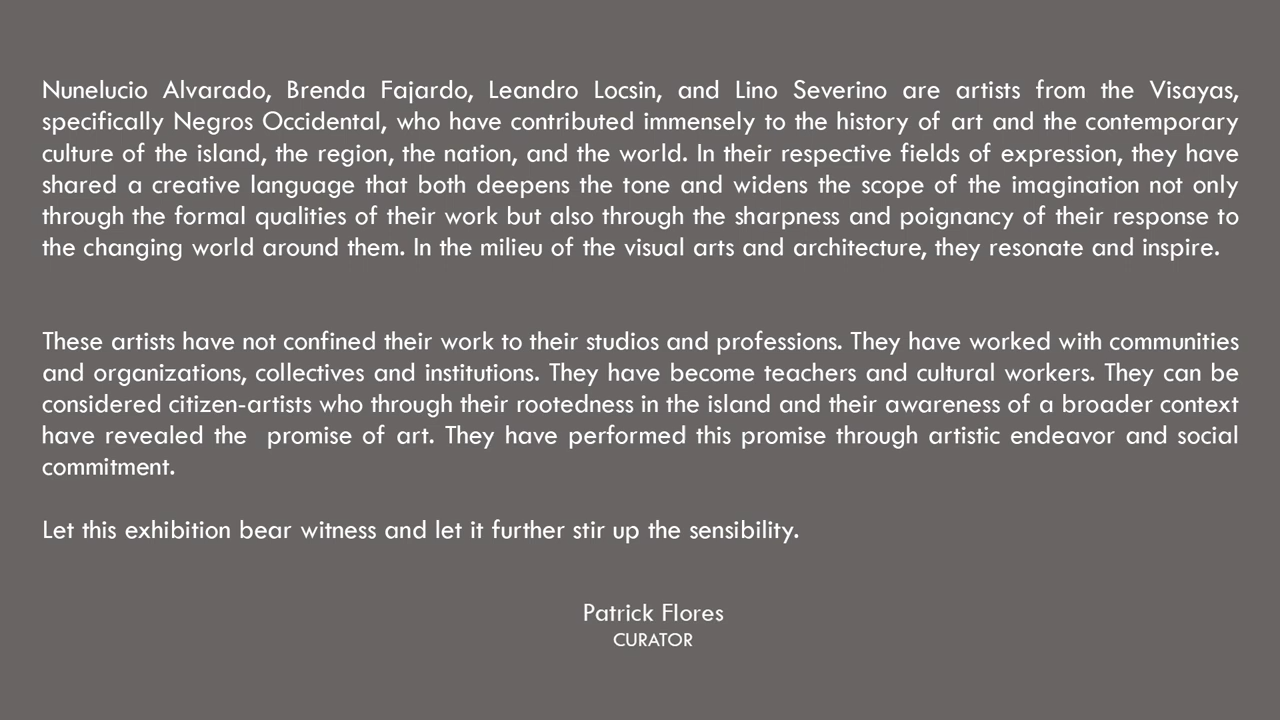 Nunelucio Alvarado, Brenda Fajardo, Leandro Locsin, and Lino Severino are artists from the Visayas,
specifically Negros Occidental, who have contributed immensely to the history of art and the contemporary
culture of the island, the region, the nation, and the world. In their respective fields of expression, they have
shared a creative language that both deepens the tone and widens the scope of the imagination not only
through the formal qualities of their work but also through the sharpness and poignancy of their response to
the changing world around them. In the milieu of the visual arts and architecture, they resonate and inspire.
These artists have not confined their work to their studios and professions. They have worked with communities
and organizations, collectives and institutions. They have become teachers and cultural workers. They can be
considered citizen-artists who through their rootedness in the island and their awareness of a broader context
have revealed the  promise of art. They have performed this promise through artistic endeavor and social
commitment.
Let this exhibition bear witness and let it further stir up the sensibility.
Patrick Flores
CURATOR